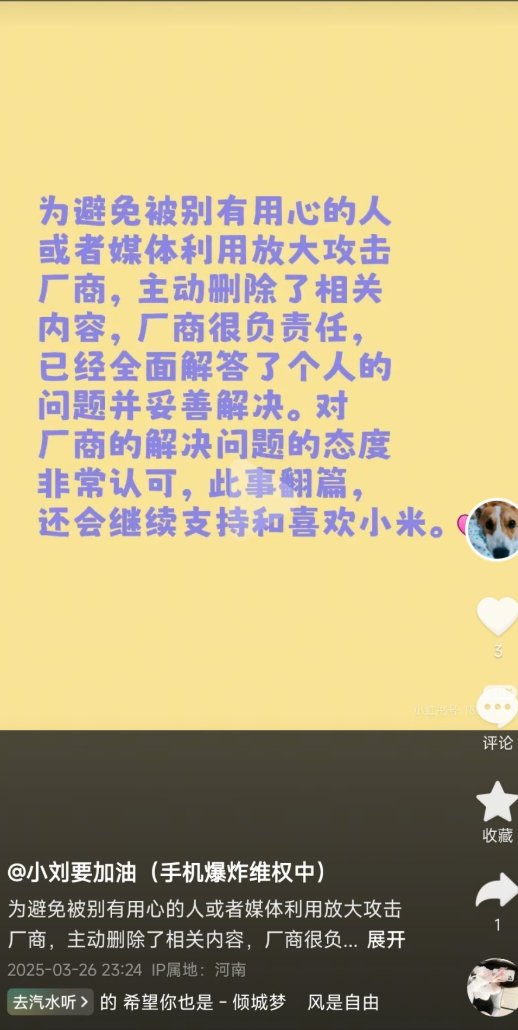 为避免被别有用心的人
或者媒体利用放大攻击
厂商，主动删除了相关
内容，厂商很负责任，
已经全面解答了个人的
问题并妥善解决。对
厂商的解决问题的态度
非常认可，此事翻篇，
还会继续支持和喜欢小米。
3
评论
收藏
1
@小刘要加油（手机爆炸维权中）
为避免被别有用心的人或者媒体利用放大攻击
厂商，主动删除了相关内容，厂商很负... 展开
2025-03-26 23:24 IP属地：河南
去汽水听 > 的 希望你也是 - 倾城梦 风是自由